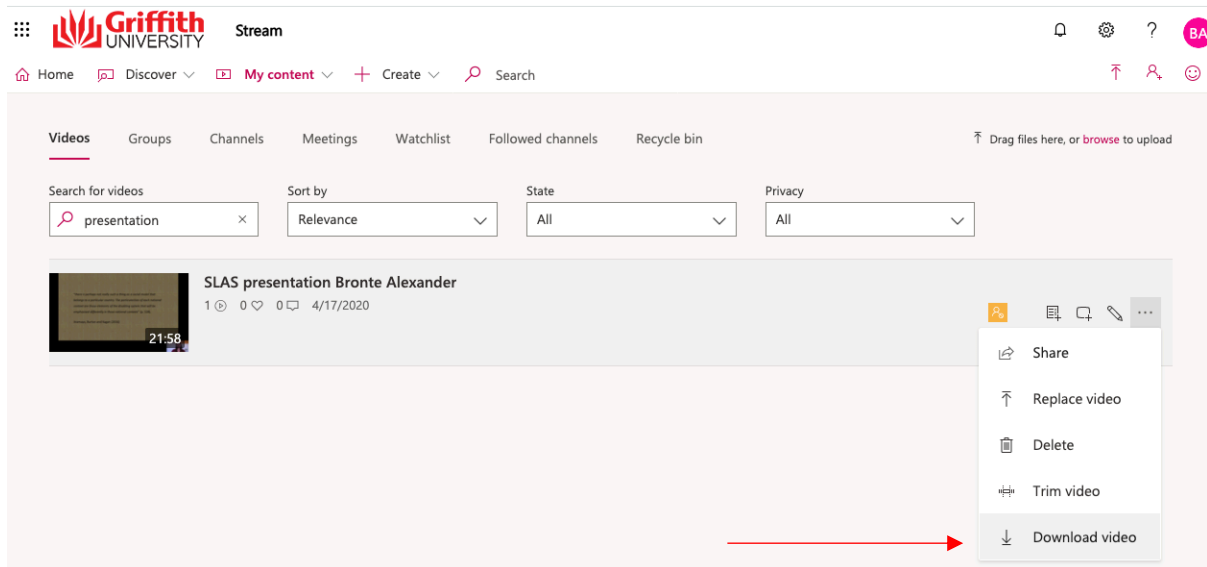 Griffith
UNIVERSITY
Stream
BA
Home Discover My content Create Search
Videos Groups Channels Meetings Watchlist Followed channels Recycle bin
Drag files here, or browse to upload
Search for videos Sort by State Privacy
presentation × Relevance All All
SLAS presentation Bronte Alexander
1 0 0 4/17/2020
21:58
...
Share
Replace video
Delete
Trim video
Download video